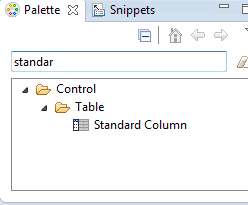 Palette Snippets
standar
Control
Table
Standard Column